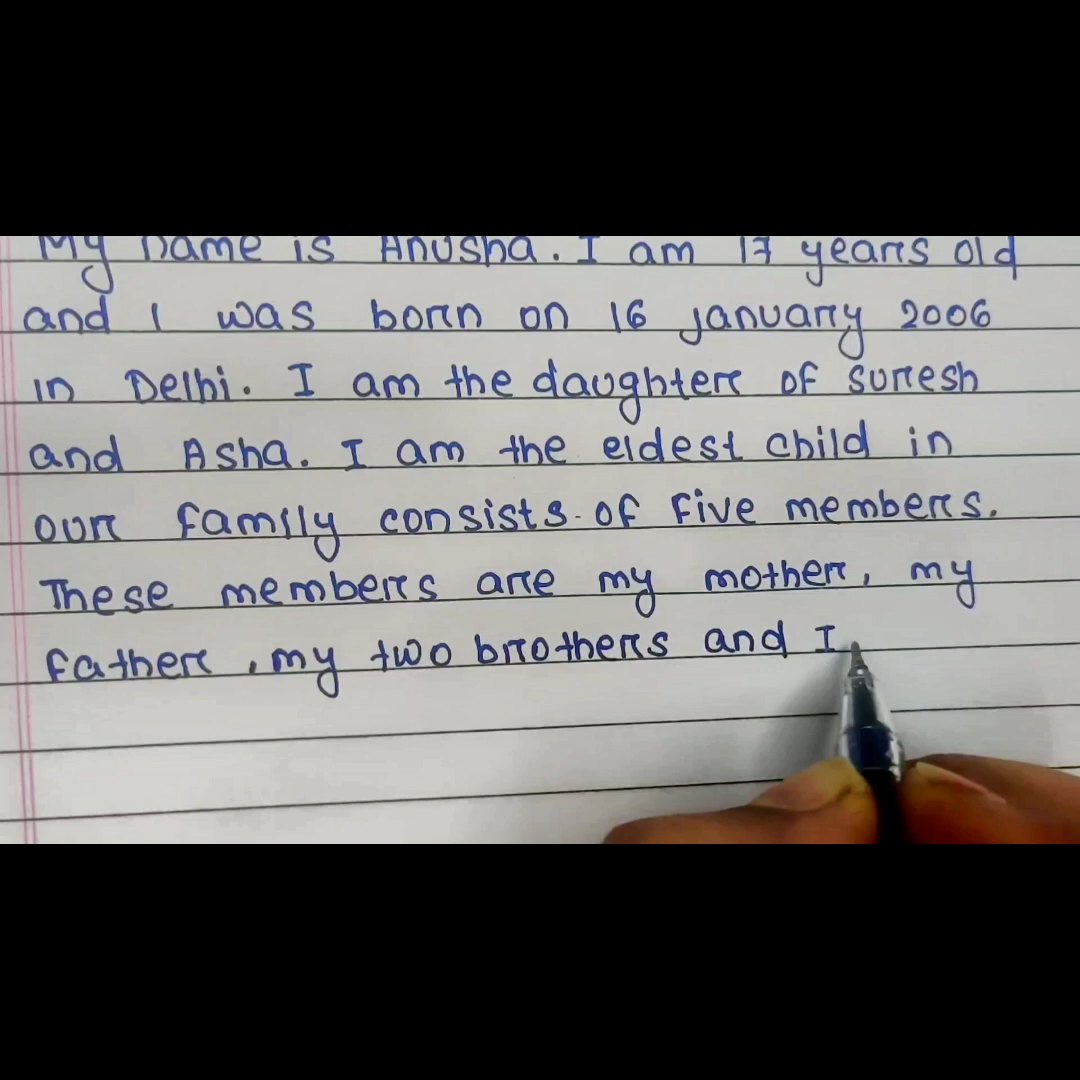 My name is Anusha. I am 17 years old
and I was born on 16 january 2006
in Delhi. I am the daughter of suresh
and Asha. I am the eldest child in
our family consists of five members.
These members are my mother, my
father, my two brothers and I